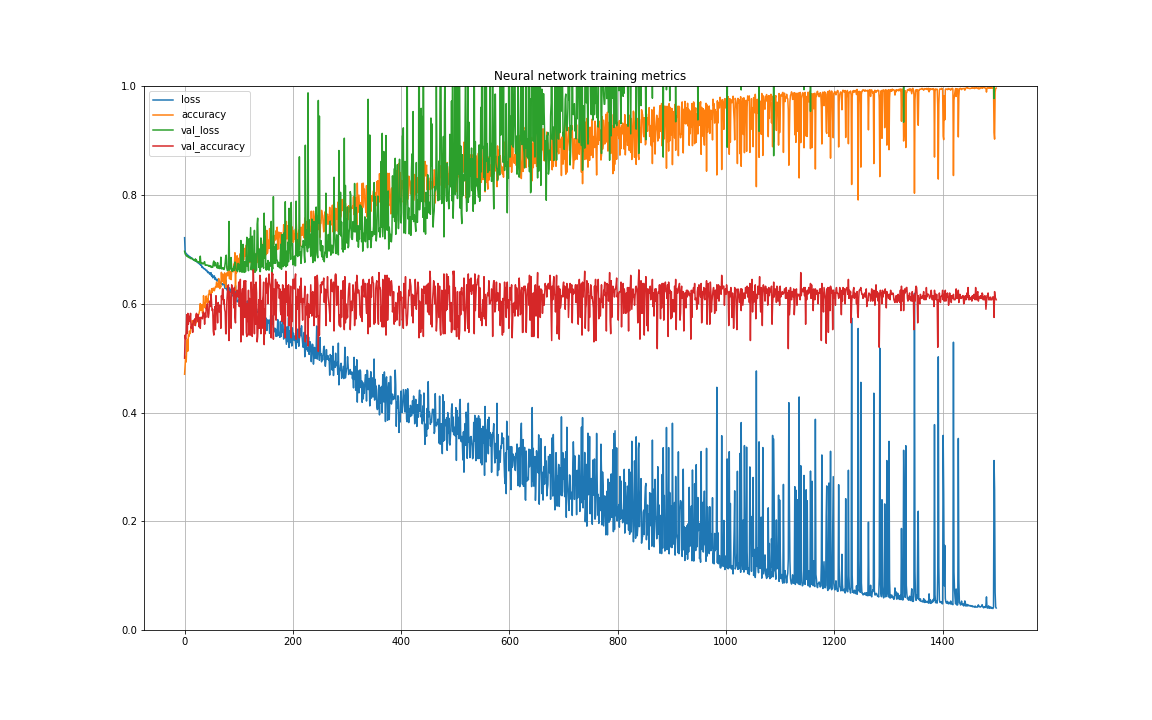 Neural network training metrics
1.0
loss
accuracy
val_loss
val_accuracy
0.8
0.6
0.4
0.2
0.0
0 200 400 600 800 1000 1200 1400